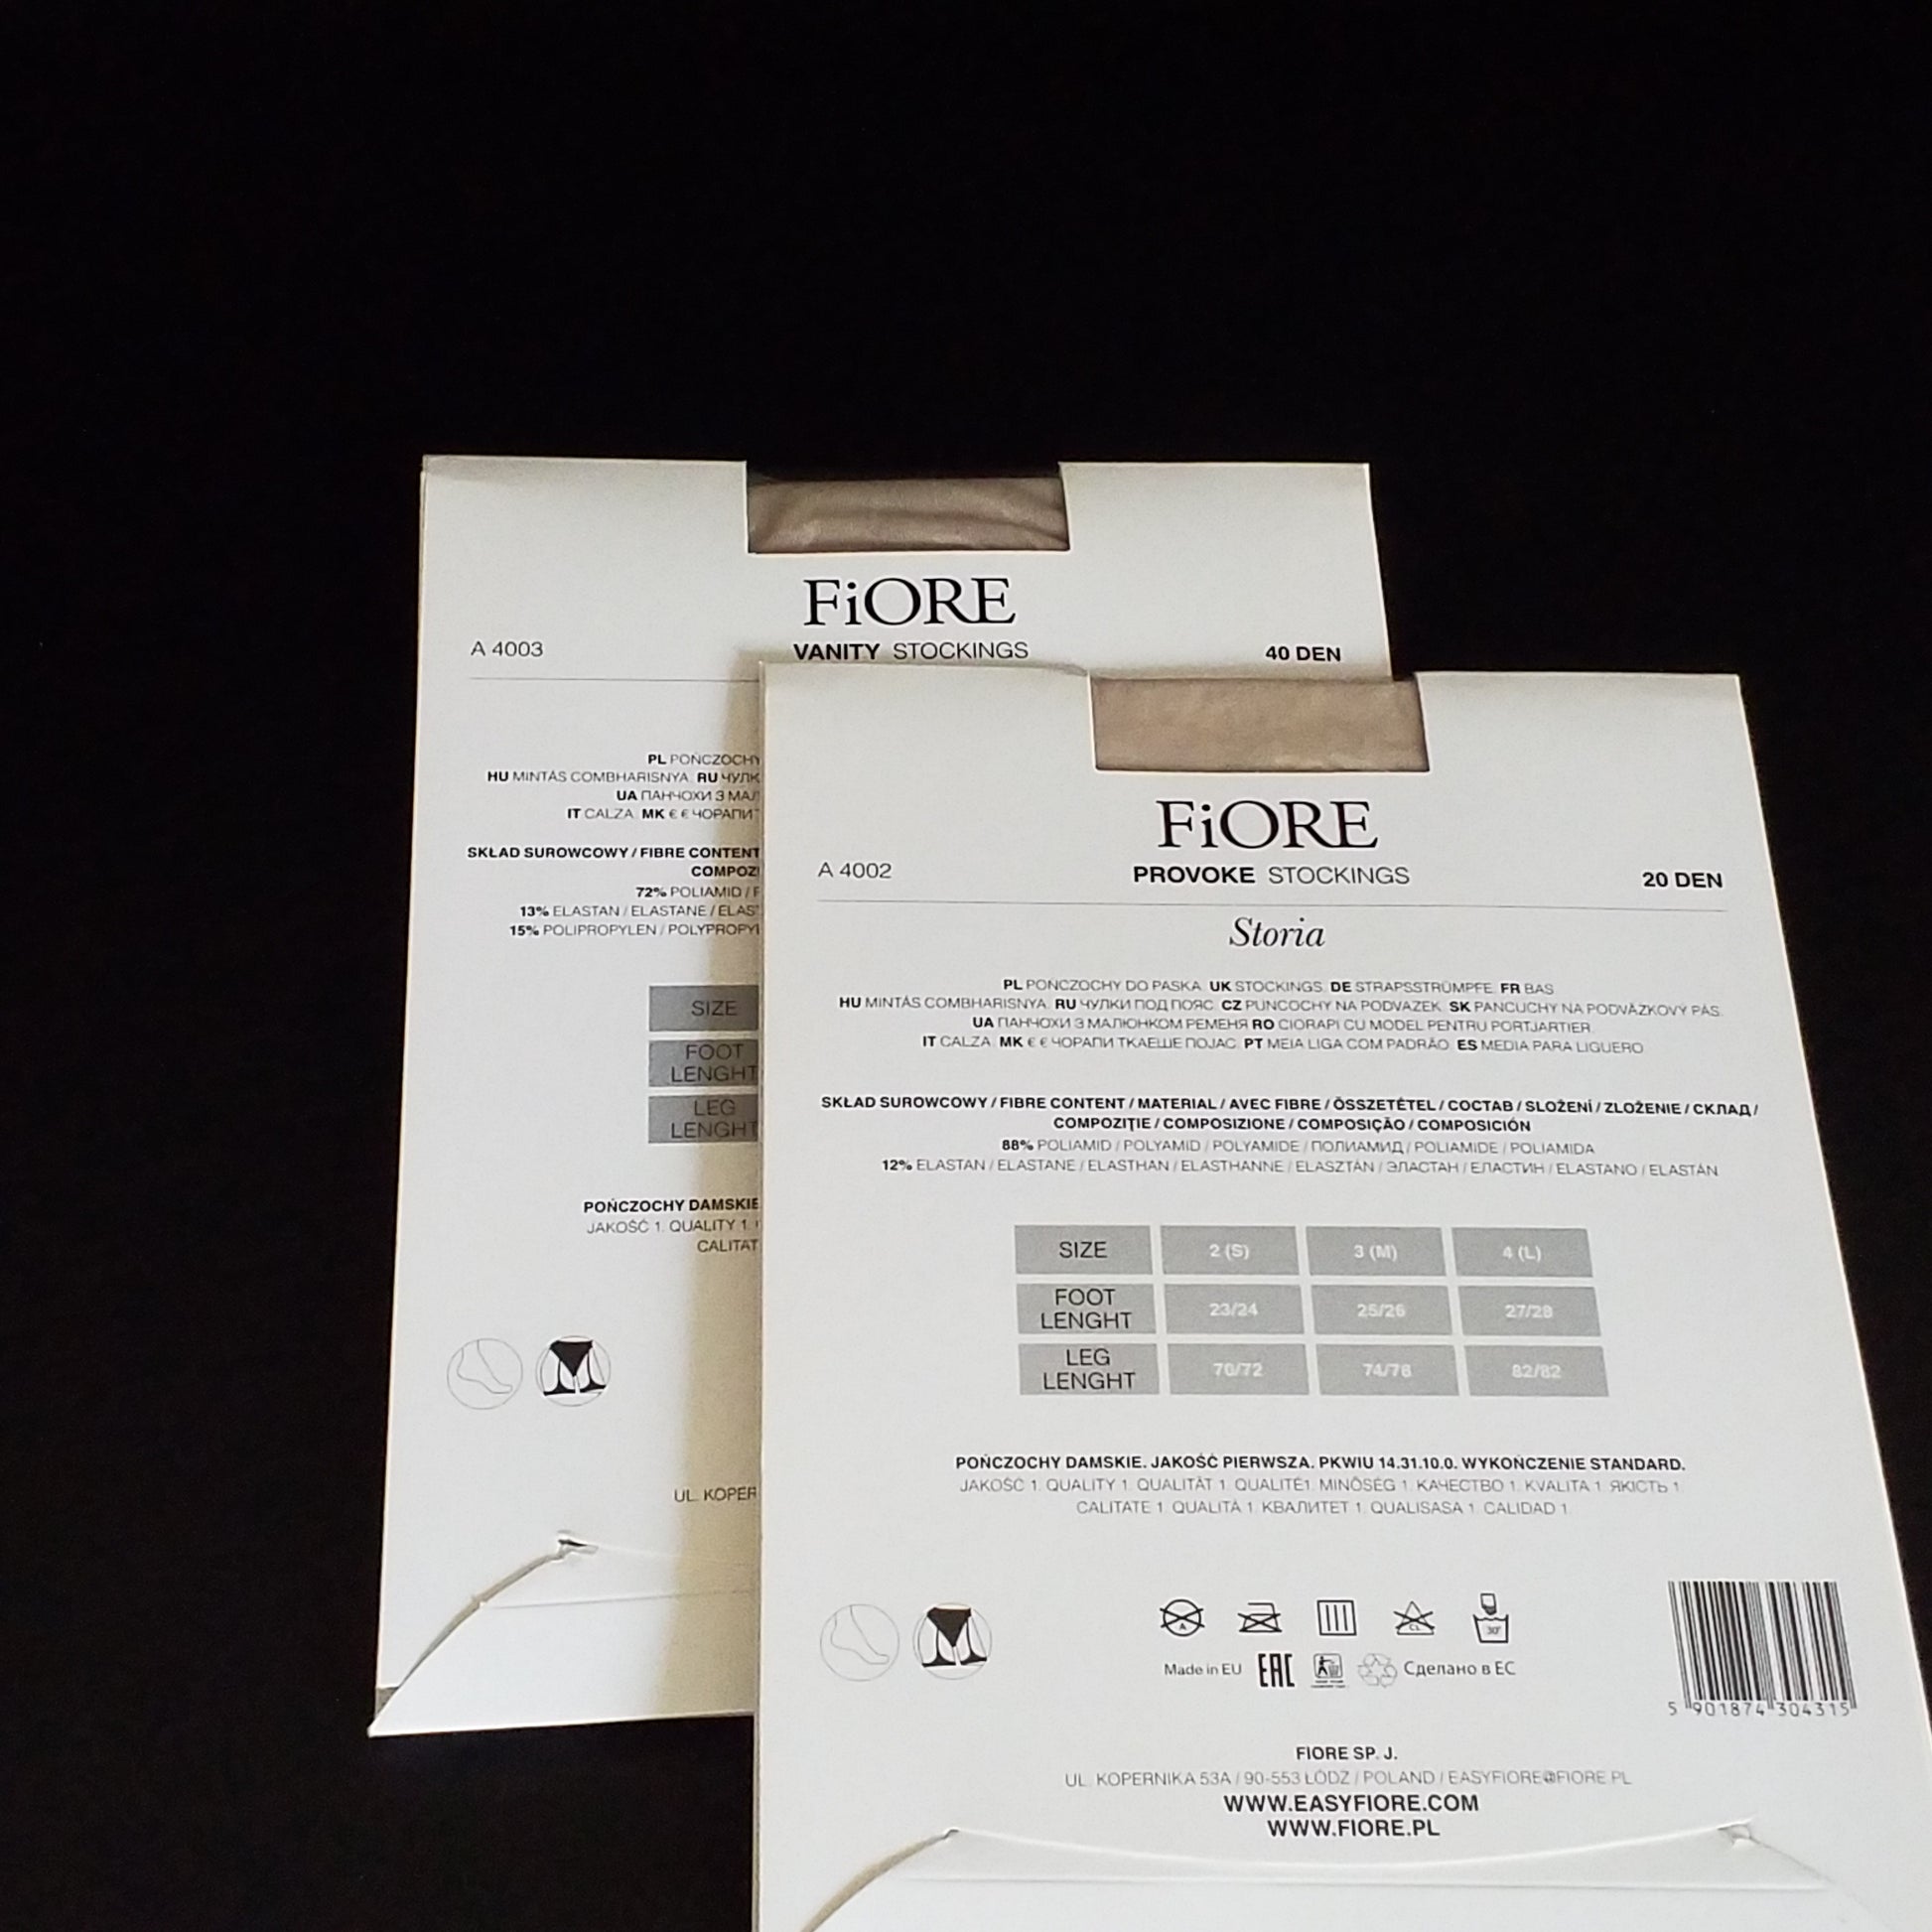 FiORE
A 4003 VANITY STOCKINGS 40 DEN
PL POŃCZOCHY
HU MINTÁS COMBHARISNYA. RU ЧУЛК
UA ПАНЧОХИ З МАЛ
IT CALZA. MK € € ЧОРАПИ
SKŁAD SUROWCOWY / FIBRE CONTENT
COMPOZI
72% POLIAMID /
13% ELASTAN / ELASTANE / ELAS
15% POLIPROPYLEN / POLYPROPY
SIZE
FOOT
LENGHT
LEG
LENGHT
POŃCZOCHY DAMSKIE
JAKOŚĆ 1. QUALITY 1.
CALITAT
UL. KOPER
FiORE
A 4002 PROVOKE STOCKINGS 20 DEN
Storia
PL POŃCZOCHY DO PASKA. UK STOCKINGS. DE STRAPSSTRÜMPFE. FR BAS
HU MINTÁS COMBHARISNYA. RU ЧУЛКИ ПОД ПОЯС. CZ PUNCOCHY NA PODVAZEK. SK PANCUCHY NA PODVÄZKOVÝ PÁS.
UA ПАНЧОХИ З МАЛЮНКОМ РЕМЕНЯ RO CIORAPI CU MODEL PENTRU PORTJARTIER.
IT CALZA. MK € € ЧОРАПИ ТКАЕШЕ ПОЈАС. PT MEIA LIGA COM PADRÃO. ES MEDIA PARA LIGUERO
SKŁAD SUROWCOWY / FIBRE CONTENT / MATERIAL / AVEC FIBRE / ÖSSZETÉTEL / СОСТАВ / SLOŽENÍ / ZLOŽENIE / СКЛАД /
COMPOZIŢIE / COMPOSIZIONE / COMPOSIÇÃO / COMPOSICIÓN
88% POLIAMID / POLYAMID / POLYAMIDE / ПОЛИАМИД / POLIAMIDE / POLIAMIDA
12% ELASTAN / ELASTANE / ELASTHAN / ELASTHANNE / ELASZTÁN / ЭЛАСТАН / ЕЛАСТИН / ELASTANO / ELASTÁN
SIZE 2 (S) 3 (M) 4 (L)
FOOT
LENGHT 23/24 25/26 27/28
LEG
LENGHT 70/72 74/78 82/82
POŃCZOCHY DAMSKIE. JAKOŚĆ PIERWSZA. PKWIU 14.31.10.0. WYKOŃCZENIE STANDARD.
JAKOŚĆ 1. QUALITY 1. QUALITÄT 1. QUALITÉ1. MINŐSÉG 1. КАЧЕСТВО 1. KVALITA 1. ЯКІСТЬ 1.
CALITATE 1. QUALITÀ 1. КВАЛИТЕТ 1. QUALISASA 1. CALIDAD 1.
A CL 30°
Made in EU EAC Сделано в ЕС
5 901874 304315
FIORE SP. J.
UL. KOPERNIKA 53A / 90-553 ŁÓDŹ / POLAND / EASYFIORE@FIORE.PL
WWW.EASYFIORE.COM
WWW.FIORE.PL